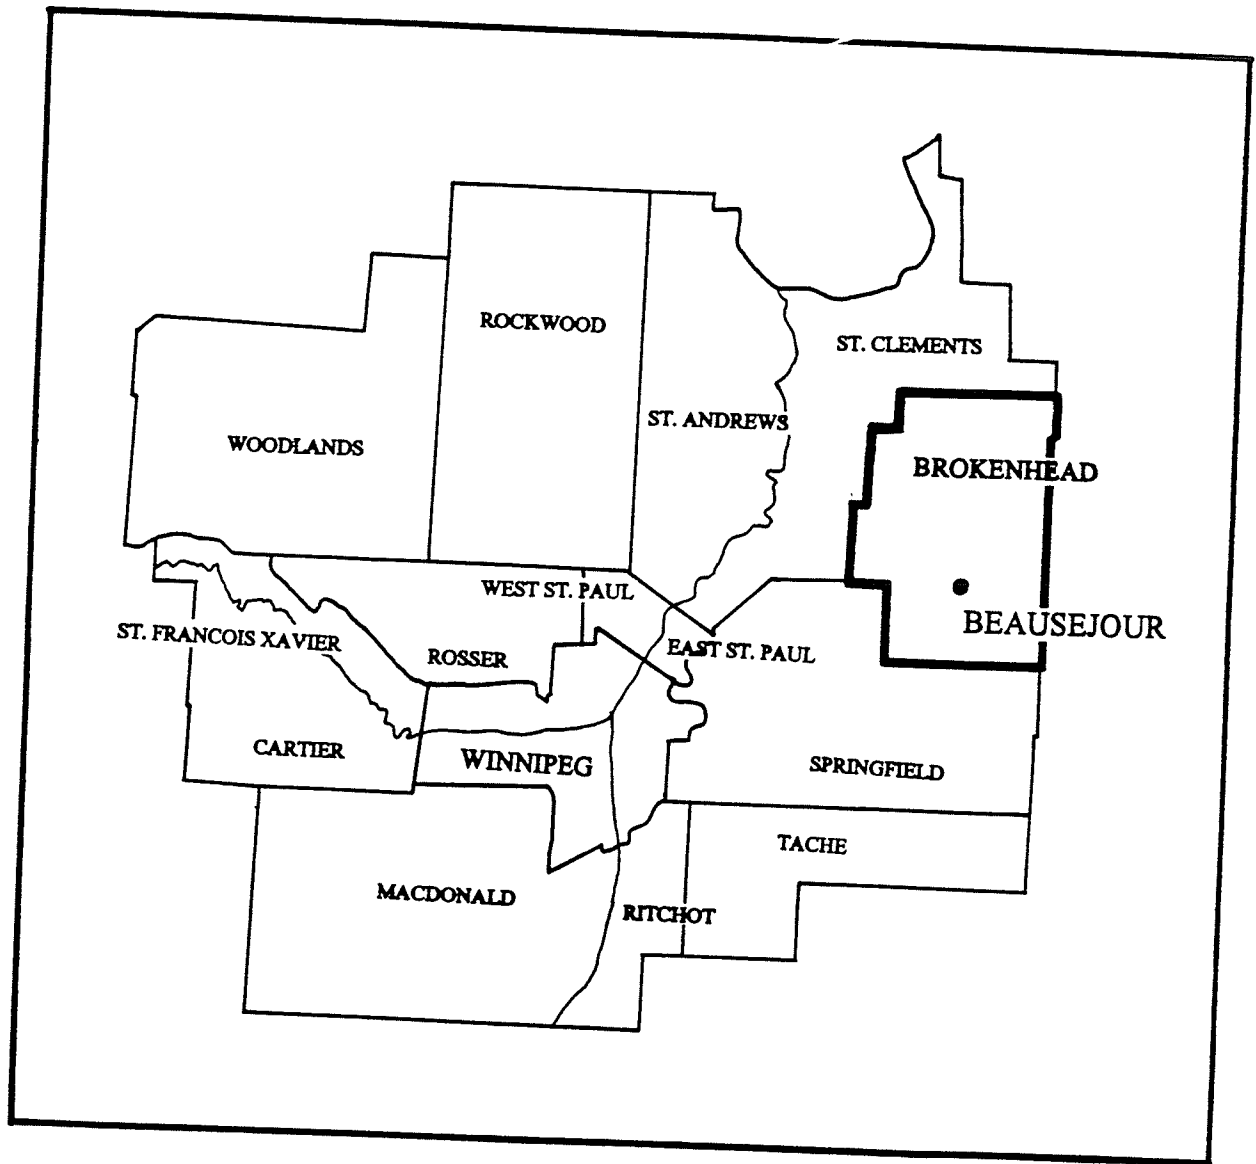 ROCKWOOD
ST. CLEMENTS
ST. ANDREWS
WOODLANDS
BROKENHEAD
WEST ST. PAUL
BEAUSEJOUR
ST. FRANCOIS XAVIER
EAST ST. PAUL
ROSSER
CARTIER
WINNIPEG
SPRINGFIELD
TACHE
MACDONALD
RITCHOT